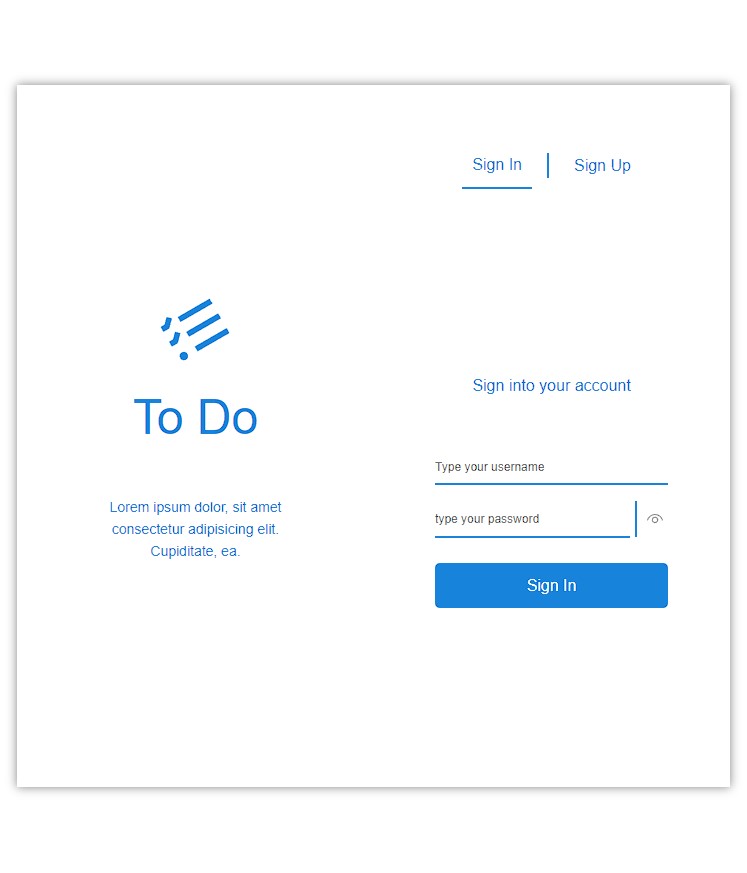 Sign In
Sign Up
To Do
Lorem ipsum dolor, sit amet
consectetur adipisicing elit.
Cupiditate, ea.
Sign into your account
Type your username
type your password
Sign In